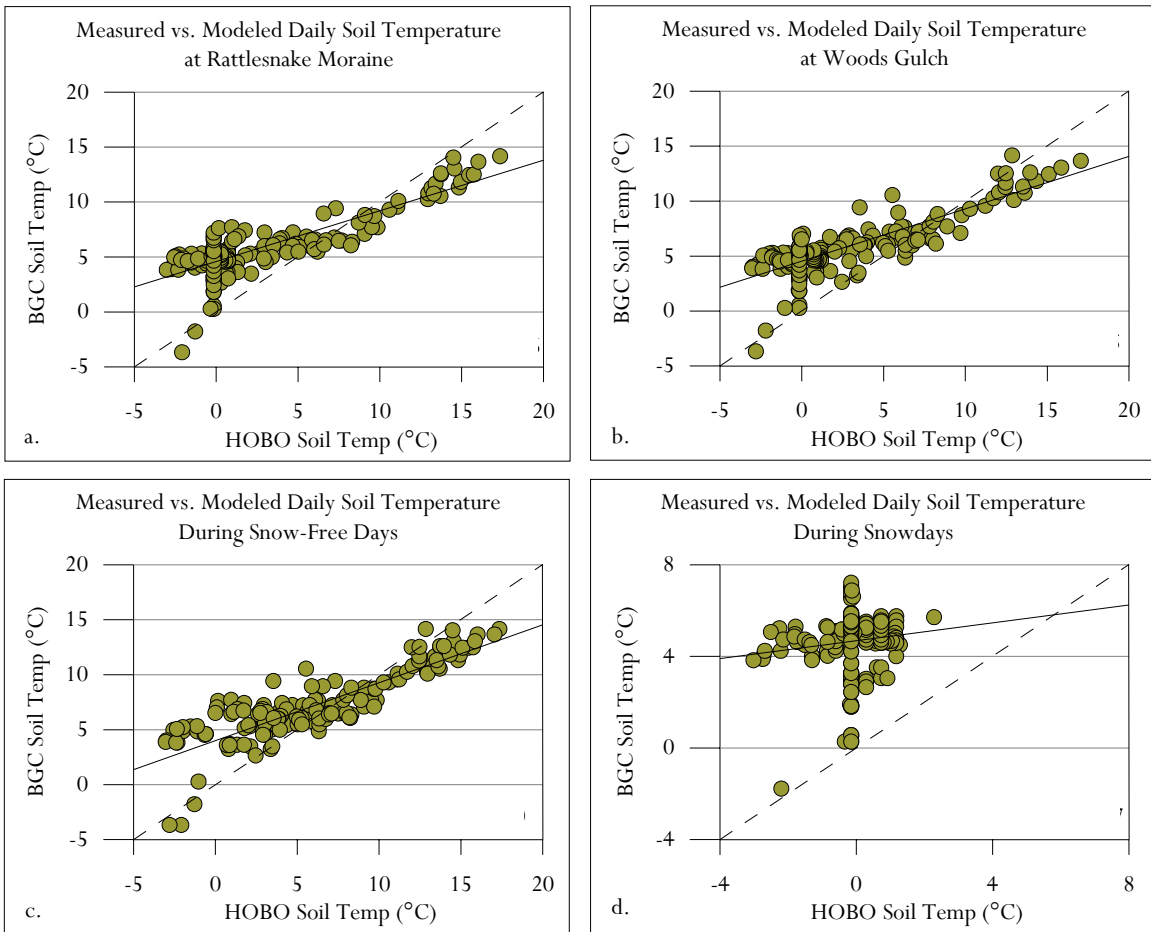 Measured vs. Modeled Daily Soil Temperature
at Rattlesnake Moraine
20
15
10
5
0
-5
BGC Soil Temp (°C)
-5 0 5 10 15 20
HOBO Soil Temp (°C)
a.
Measured vs. Modeled Daily Soil Temperature
at Woods Gulch
20
15
10
5
0
-5
BGC Soil Temp (°C)
-5 0 5 10 15 20
HOBO Soil Temp (°C)
b.
Measured vs. Modeled Daily Soil Temperature
During Snow-Free Days
20
15
10
5
0
-5
BGC Soil Temp (°C)
-5 0 5 10 15 20
HOBO Soil Temp (°C)
c.
Measured vs. Modeled Daily Soil Temperature
During Snowdays
8
4
0
-4
BGC Soil Temp (°C)
-4 0 4 8
HOBO Soil Temp (°C)
d.